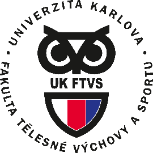 UNIVERZITA KARLOVA
UK FTVS
• FAKULTA TĚLESNÉ VÝCHOVY A SPORTU •